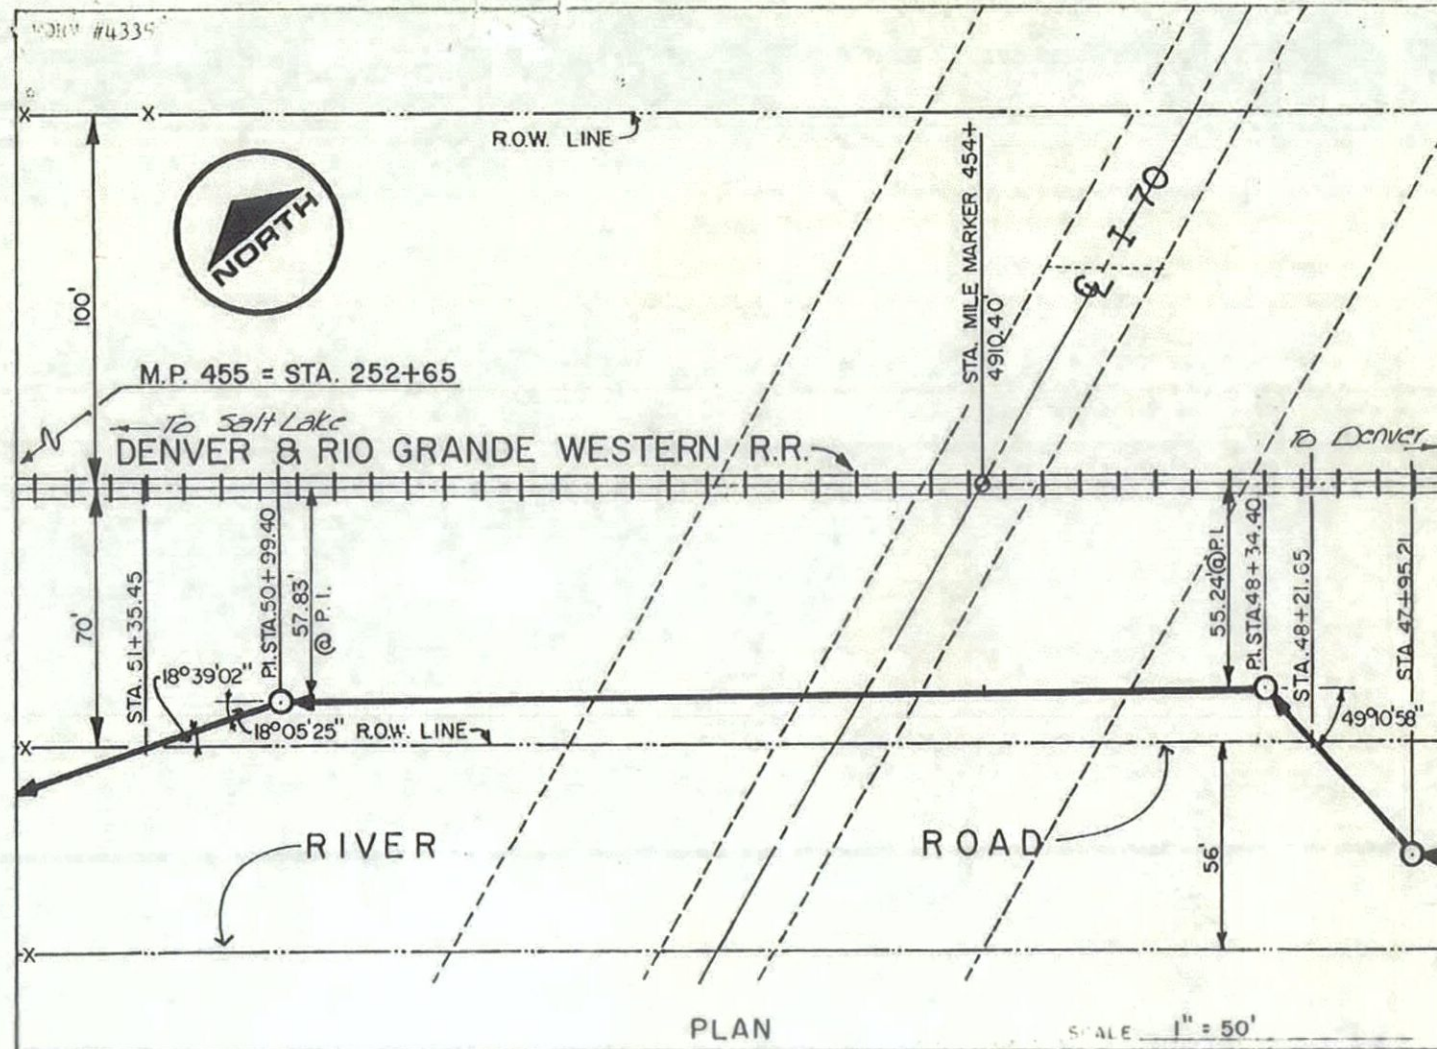 #4335
R.O.W. LINE
100'
NORTH
STA. MILE MARKER 454+
4910.40'
℄ I-70
M.P. 455 = STA. 252+65
To Salt Lake
DENVER & RIO GRANDE WESTERN R.R.
To Denver
70'
STA. 51+35.45
P.I. STA. 50+99.40
57.83'
@ P.I.
18°39'02"
18°05'25"
R.O.W. LINE
55.24@P.I.
P.I. STA. 48+34.40
STA. 48+21.65
STA. 47+95.21
49°10'58"
RIVER
ROAD
56'
PLAN
SCALE 1" = 50'